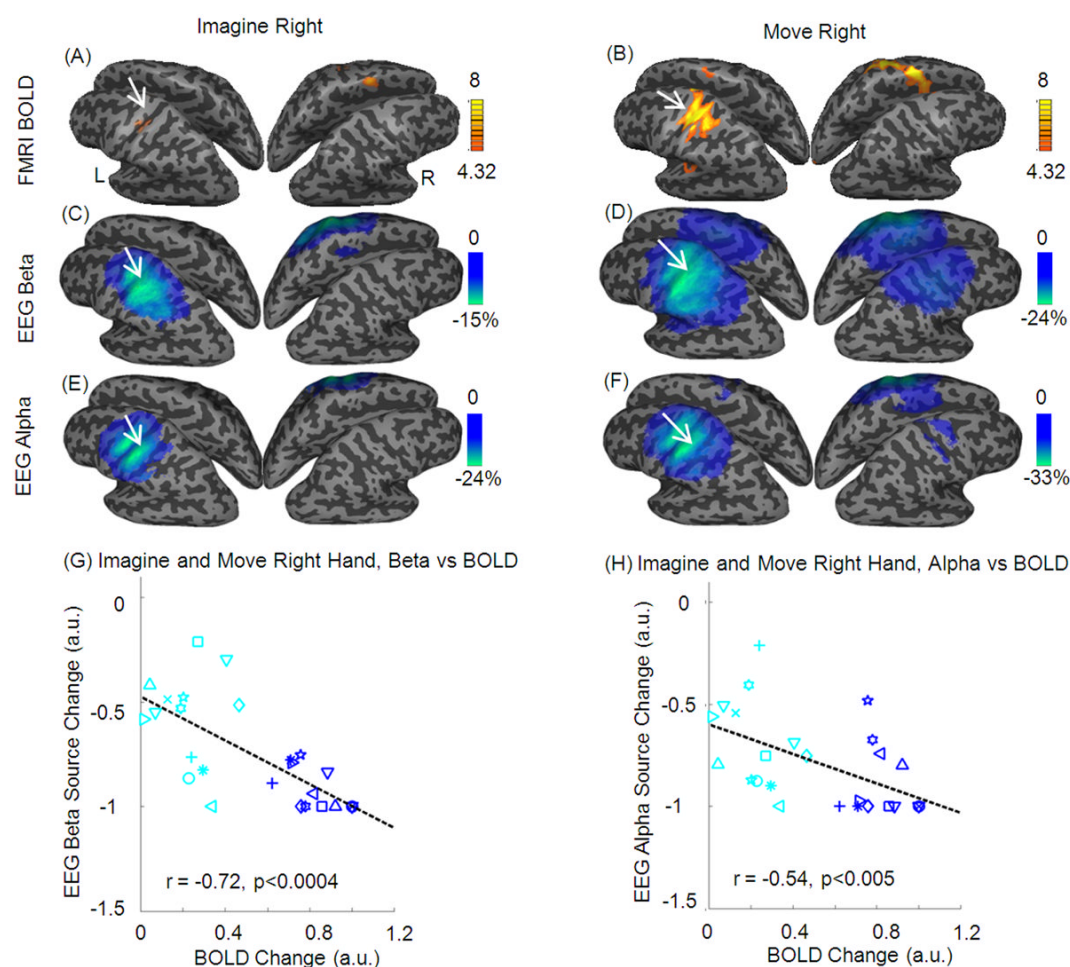 Imagine Right
Move Right
FMRI BOLD
(A)
L
R
8
4.32
(B)
8
4.32
EEG Beta
(C)
0
-15%
(D)
0
-24%
EEG Alpha
(E)
0
-24%
(F)
0
-33%
(G) Imagine and Move Right Hand, Beta vs BOLD
EEG Beta Source Change (a.u.)
0
-0.5
-1
-1.5
r = -0.72, p<0.0004
0 0.4 0.8 1.2
BOLD Change (a.u.)
(H) Imagine and Move Right Hand, Alpha vs BOLD
EEG Alpha Source Change (a.u.)
0
-0.5
-1
-1.5
r = -0.54, p<0.005
0 0.4 0.8 1.2
BOLD Change (a.u.)